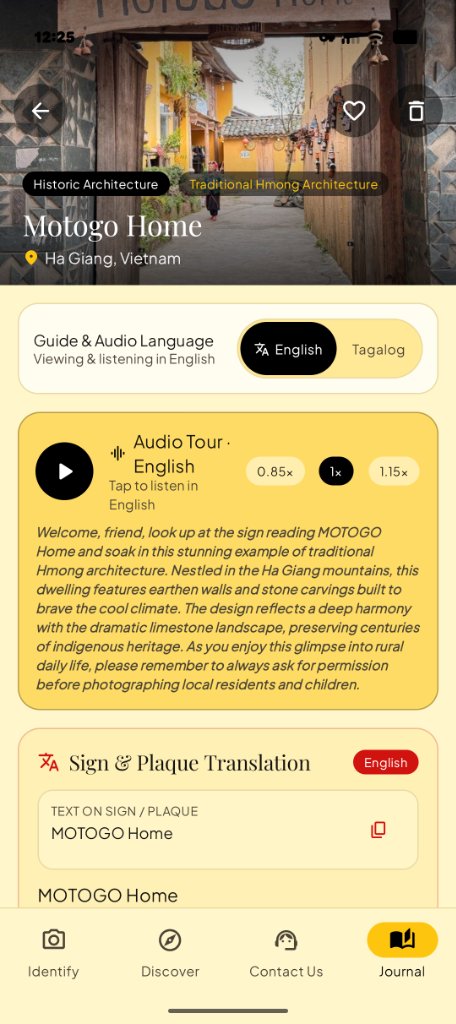 Home
12:25
Historic Architecture
Traditional Hmong Architecture
Motogo Home
Ha Giang, Vietnam
Guide & Audio Language
Viewing & listening in English
English
Tagalog
Audio Tour ·
English
Tap to listen in
English
0.85×
1×
1.15×
Welcome, friend, look up at the sign reading MOTOGO
Home and soak in this stunning example of traditional
Hmong architecture. Nestled in the Ha Giang mountains, this
dwelling features earthen walls and stone carvings built to
brave the cool climate. The design reflects a deep harmony
with the dramatic limestone landscape, preserving centuries
of indigenous heritage. As you enjoy this glimpse into rural
daily life, please remember to always ask for permission
before photographing local residents and children.
Sign & Plaque Translation
English
TEXT ON SIGN / PLAQUE
MOTOGO Home
MOTOGO Home
Identify
Discover
Contact Us
Journal